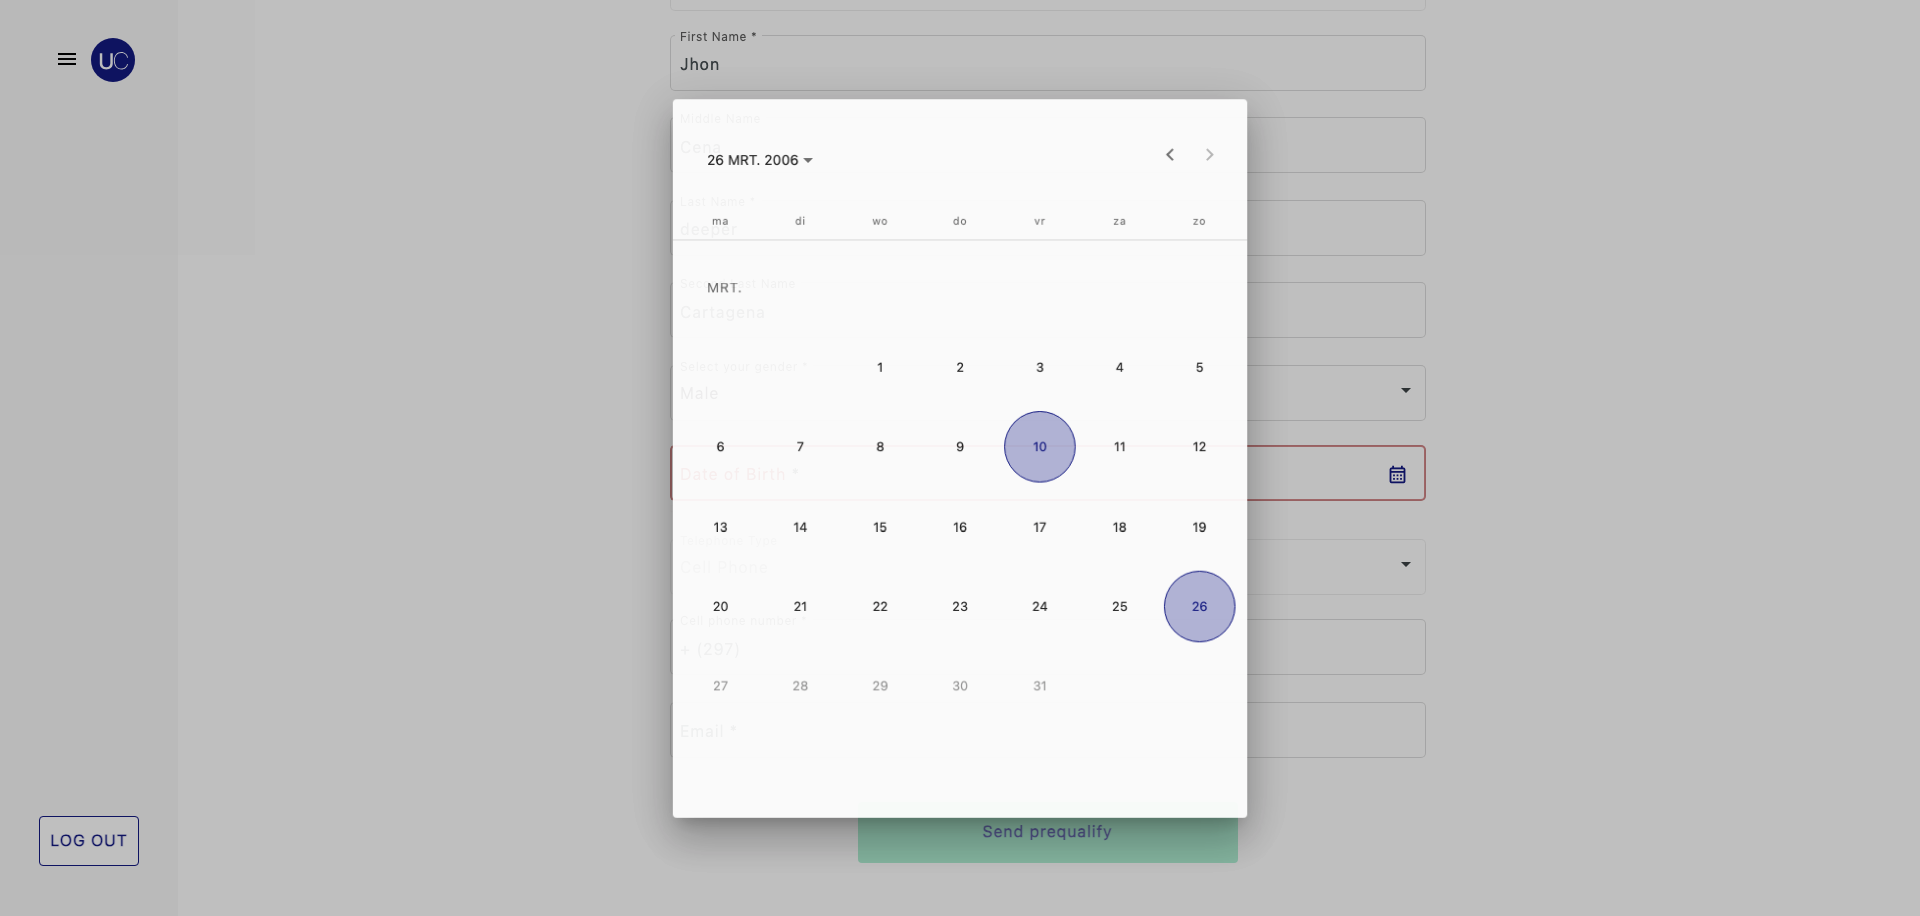 First Name *
Jhon
UC
Middle Name
Cena
26 MRT. 2006
Last Name *
ma di wo do vr za zo
deeper
Second Last Name
MRT.
Cartagena
1 2 3 4 5
Select your gender *
Male
6 7 8 9 10 11 12
Date of Birth *
13 14 15 16 17 18 19
Telephone Type
Cell Phone
20 21 22 23 24 25 26
Cell phone number *
+ (297)
27 28 29 30 31
Email *
Send prequalify
LOG OUT